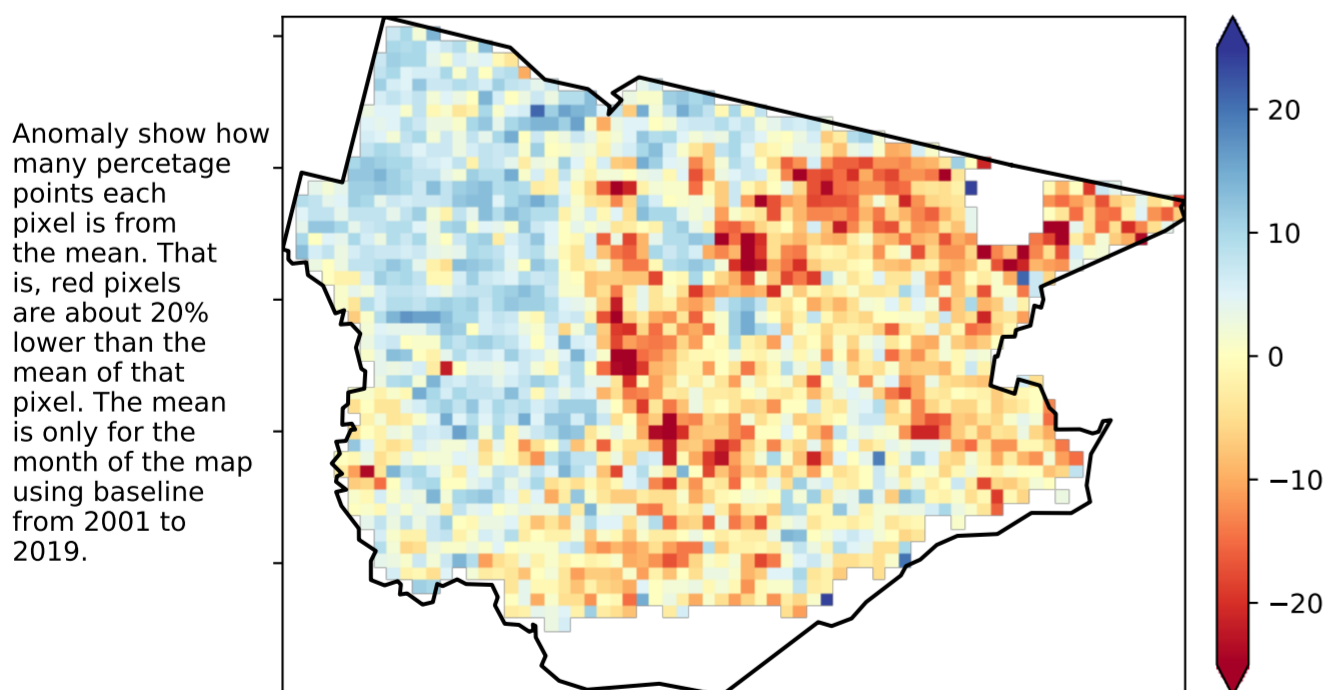 Anomaly show how
many percetage
points each
pixel is from
the mean. That
is, red pixels
are about 20%
lower than the
mean of that
pixel. The mean
is only for the
month of the map
using baseline
from 2001 to
2019.
20
10
0
−10
−20